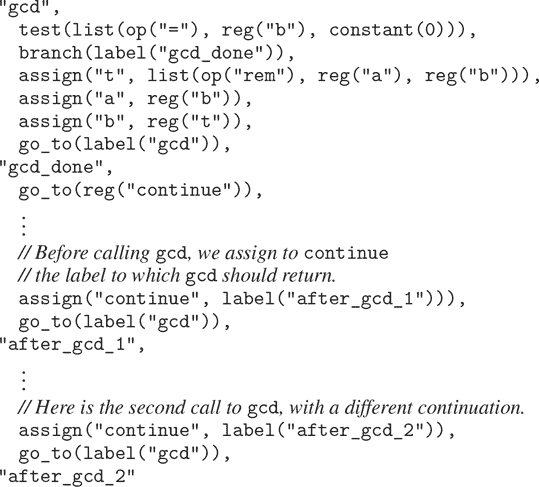 "gcd",
  test(list(op("="), reg("b"), constant(0))),
  branch(label("gcd_done")),
  assign("t", list(op("rem"), reg("a"), reg("b"))),
  assign("a", reg("b")),
  assign("b", reg("t")),
  go_to(label("gcd")),
"gcd_done",
  go_to(reg("continue")),
  ⋮
  // Before calling gcd, we assign to continue
  // the label to which gcd should return.
  assign("continue", label("after_gcd_1"))),
  go_to(label("gcd")),
"after_gcd_1",
  ⋮
  // Here is the second call to gcd, with a different continuation.
  assign("continue", label("after_gcd_2")),
  go_to(label("gcd")),
"after_gcd_2"